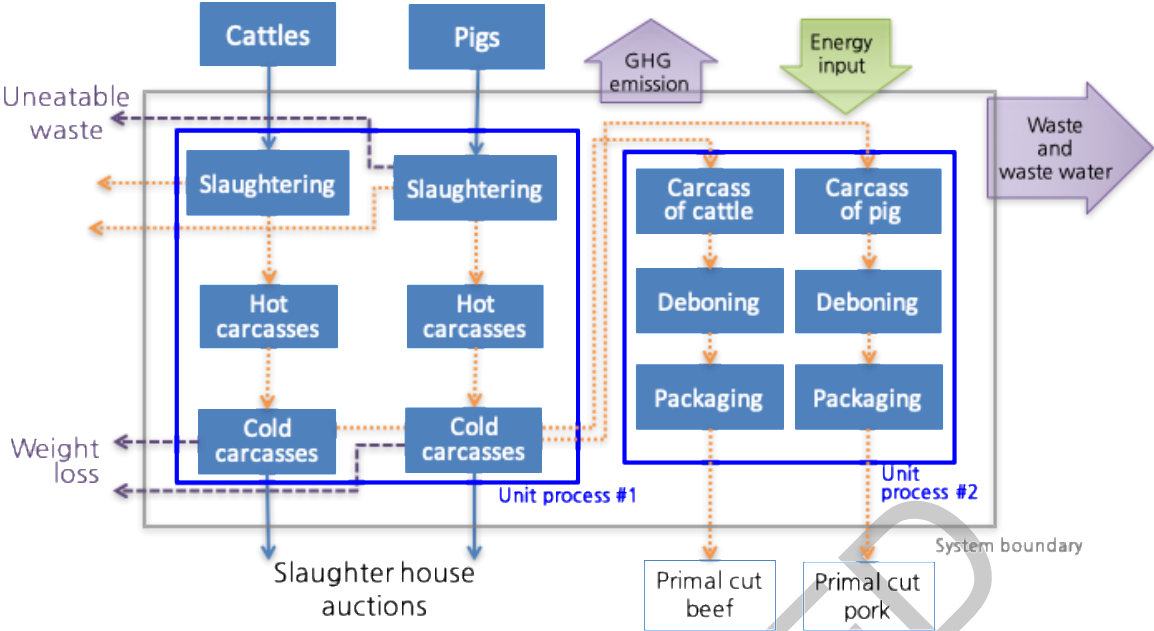 Cattles
Pigs
GHG
emission
Energy
input
Uneatable
waste
Waste
and
waste water
Slaughtering
Slaughtering
Carcass
of cattle
Carcass
of pig
Hot
carcasses
Hot
carcasses
Deboning
Deboning
Packaging
Packaging
Cold
carcasses
Cold
carcasses
Weight
loss
Unit process #1
Unit
process #2
System boundary
Slaughter house
auctions
Primal cut
beef
Primal cut
pork